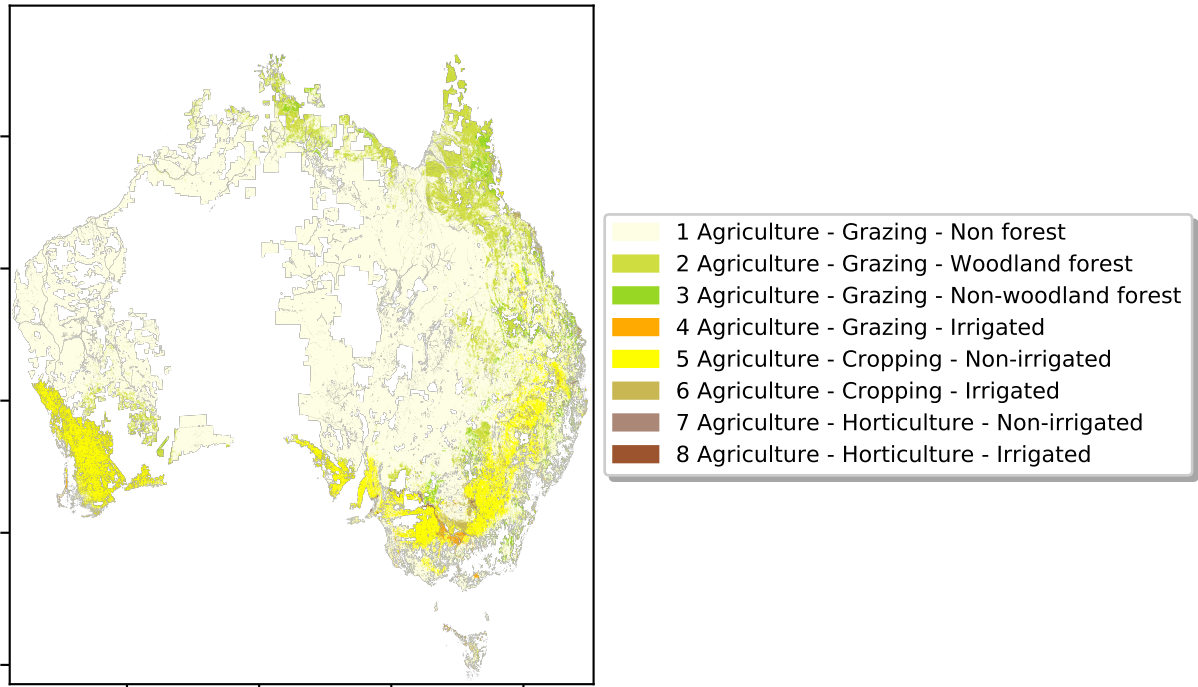 1 Agriculture - Grazing - Non forest
2 Agriculture - Grazing - Woodland forest
3 Agriculture - Grazing - Non-woodland forest
4 Agriculture - Grazing - Irrigated
5 Agriculture - Cropping - Non-irrigated
6 Agriculture - Cropping - Irrigated
7 Agriculture - Horticulture - Non-irrigated
8 Agriculture - Horticulture - Irrigated